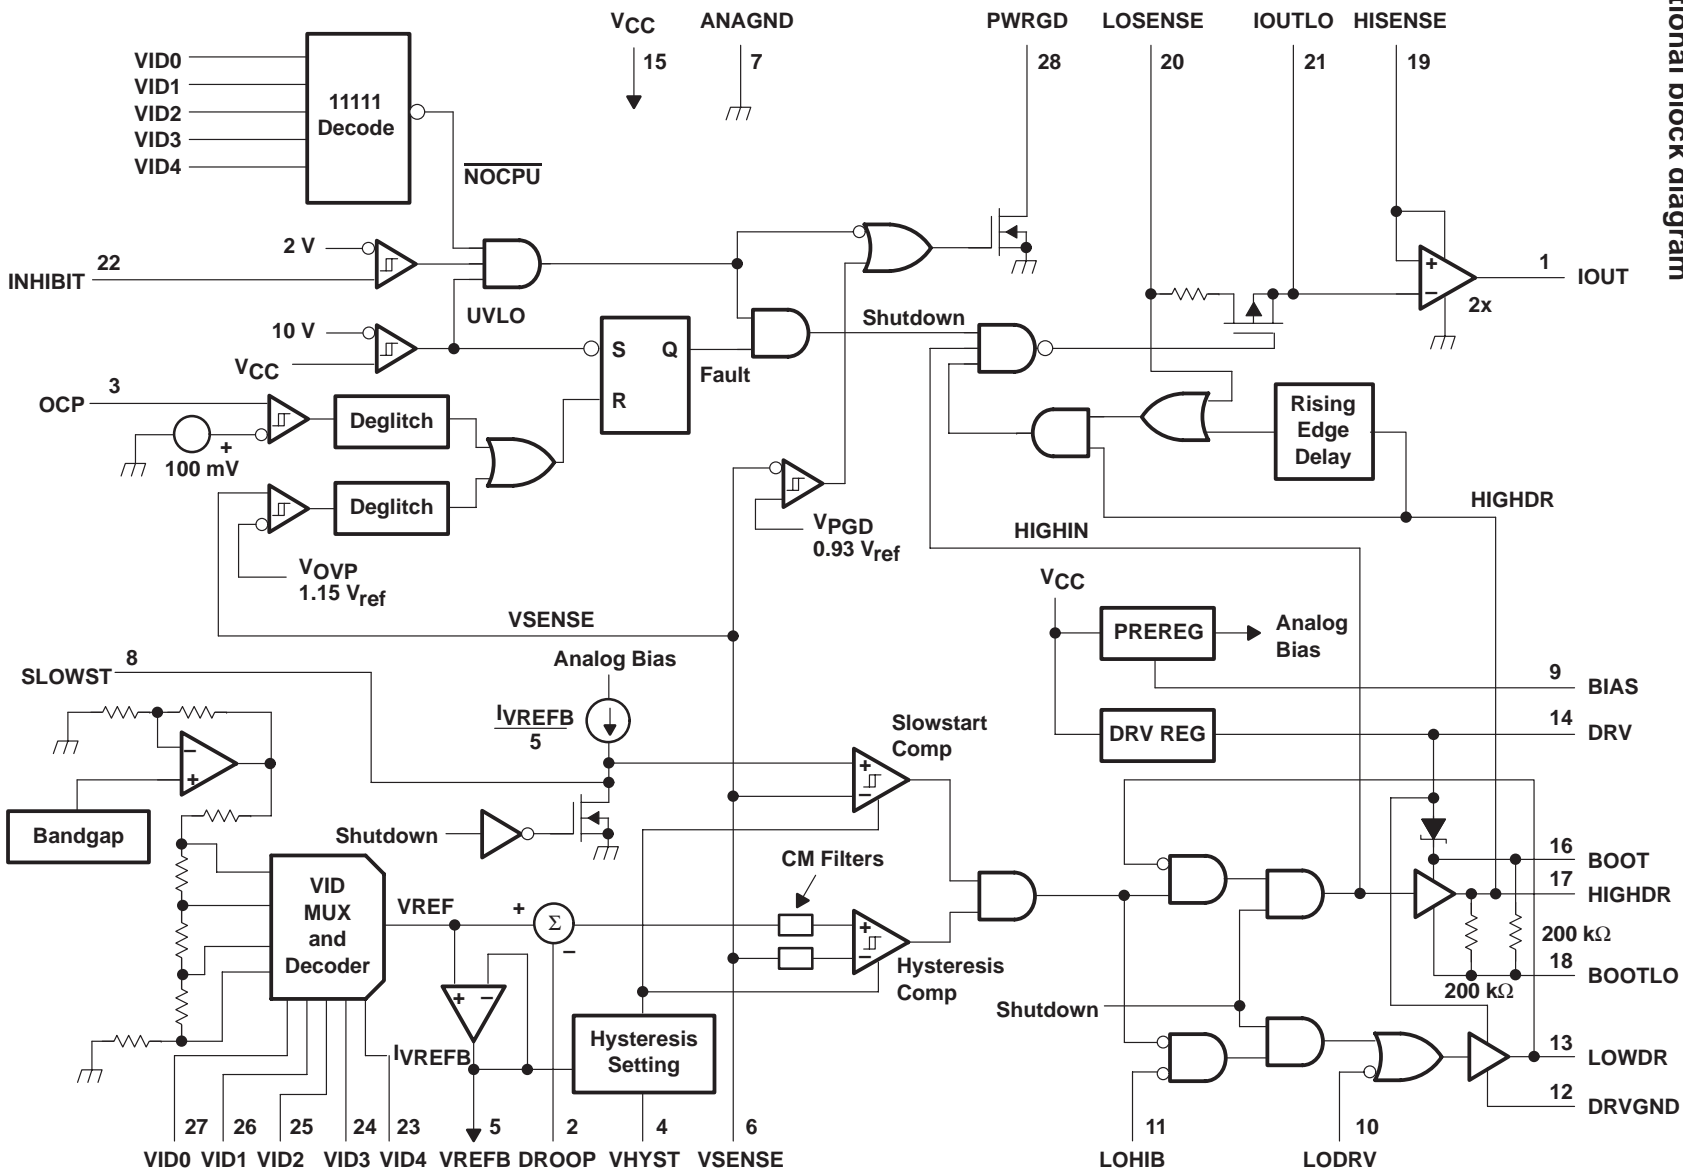 VCC
ANAGND
PWRGD
LOSENSE
IOUTLO
HISENSE
15
7
28
20
21
19
VID0
VID1
VID2
VID3
VID4
11111
Decode
NOCPU
2 V
22
INHIBIT
10 V
UVLO
VCC
3
OCP
S
Q
R
Fault
Shutdown
+
100 mV
Deglitch
Deglitch
VOVP
1.15 Vref
VPGD
0.93 Vref
+
−
2x
1
IOUT
Rising
Edge
Delay
HIGHDR
HIGHIN
VCC
PREREG
Analog
Bias
9
BIAS
DRV REG
14
DRV
VSENSE
8
SLOWST
Analog Bias
IVREFB
5
−
+
Bandgap
Shutdown
Slowstart
Comp
+
−
CM Filters
VID
MUX
and
Decoder
VREF
+
Σ
−
+
−
Hysteresis
Comp
+
−
IVREFB
Hysteresis
Setting
Shutdown
16
BOOT
17
HIGHDR
200 kΩ
18
BOOTLO
200 kΩ
13
LOWDR
12
DRVGND
27
26
25
24
23
5
2
4
6
11
10
VID0
VID1
VID2
VID3
VID4
VREFB
DROOP
VHYST
VSENSE
LOHIB
LODRV
block diagram